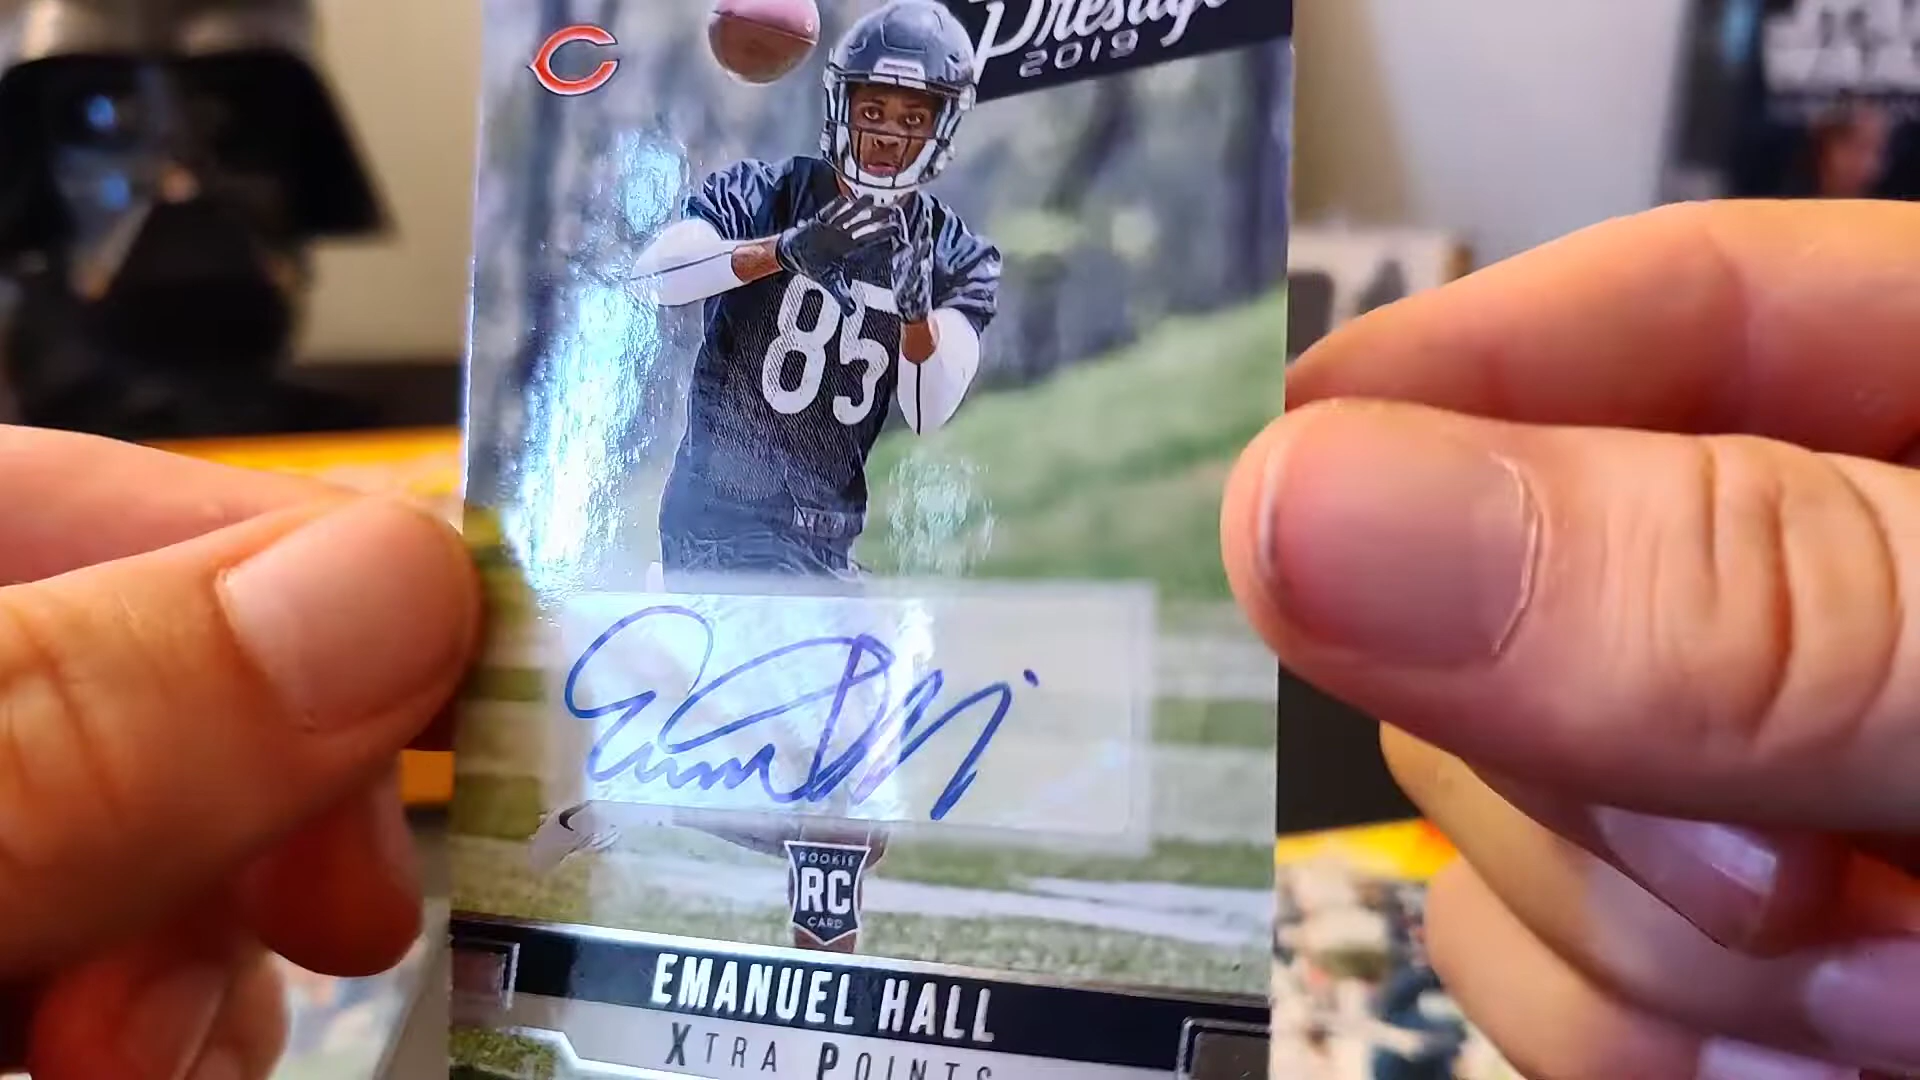 Prestige
2019
85
ROOKIE
RC
CARD
EMANUEL HALL
XTRA POINTS